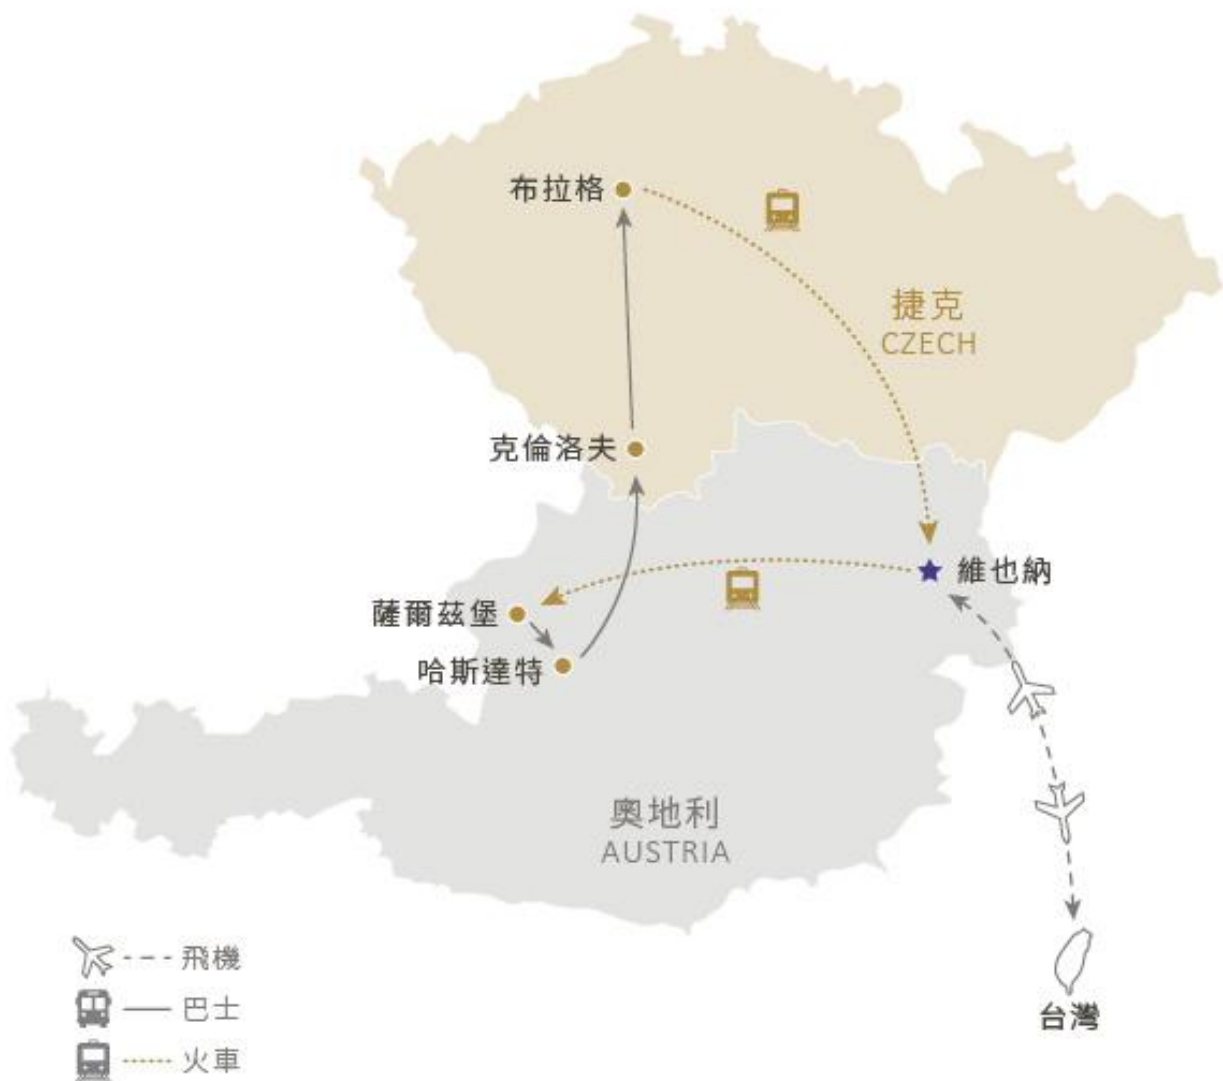 布拉格
捷克
CZECH
克倫洛夫
維也納
薩爾茲堡
哈斯達特
奧地利
AUSTRIA
飛機
巴士
火車
台灣